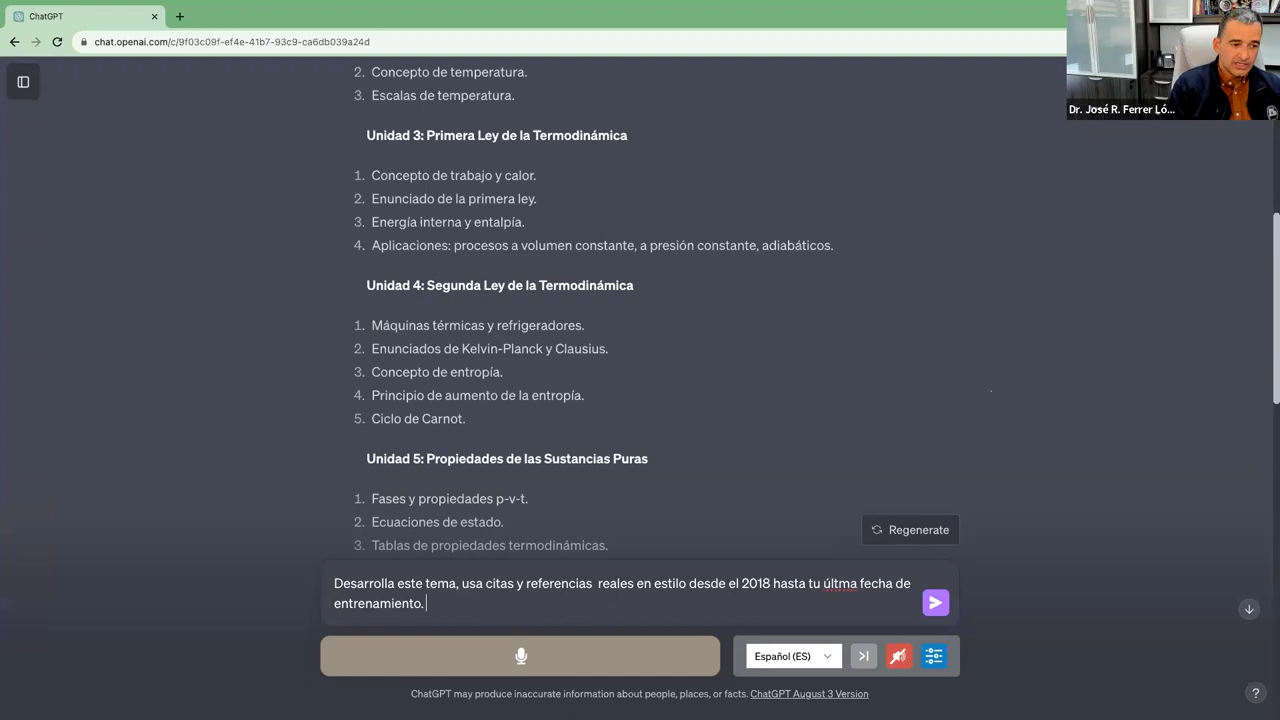 ChatGPT
chat.openai.com/c/9f03c09f-ef4e-41b7-93c9-ca6db039a24d
Dr. José R. Ferrer Ló...
2. Concepto de temperatura.
3. Escalas de temperatura.
Unidad 3: Primera Ley de la Termodinámica
1. Concepto de trabajo y calor.
2. Enunciado de la primera ley.
3. Energía interna y entalpía.
4. Aplicaciones: procesos a volumen constante, a presión constante, adiabáticos.
Unidad 4: Segunda Ley de la Termodinámica
1. Máquinas térmicas y refrigeradores.
2. Enunciados de Kelvin-Planck y Clausius.
3. Concepto de entropía.
4. Principio de aumento de la entropía.
5. Ciclo de Carnot.
Unidad 5: Propiedades de las Sustancias Puras
1. Fases y propiedades p-v-t.
2. Ecuaciones de estado.
3. Tablas de propiedades termodinámicas.
Regenerate
Desarrolla este tema, usa citas y referencias  reales en estilo desde el 2018 hasta tu últma fecha de
entrenamiento.
Español (ES)
ChatGPT may produce inaccurate information about people, places, or facts. ChatGPT August 3 Version
?